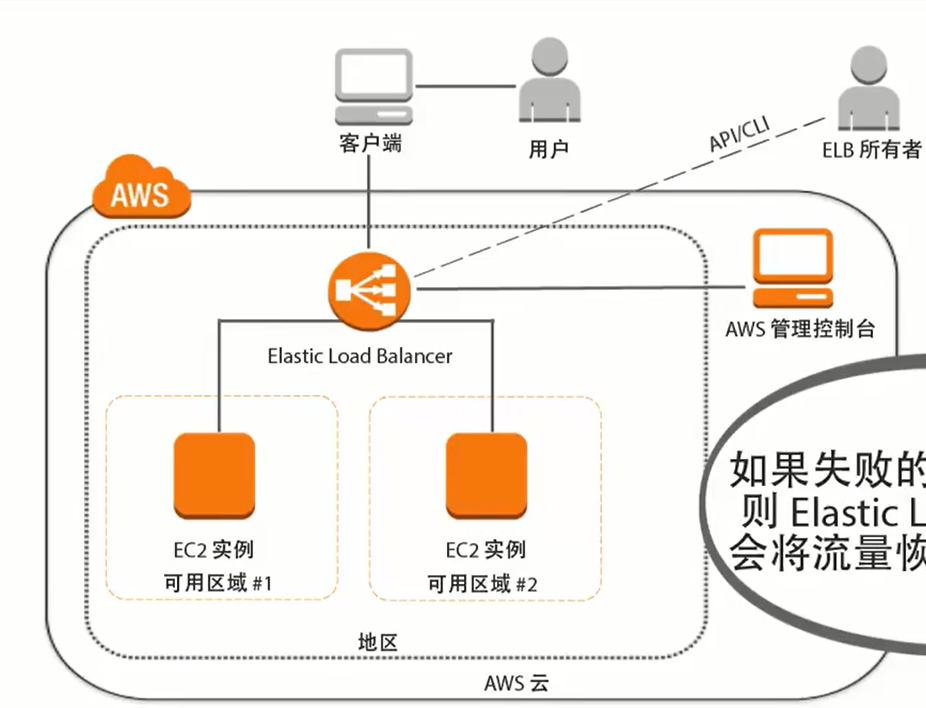 客户端
用户
API/CLI
ELB 所有者
AWS
AWS 管理控制台
Elastic Load Balancer
EC2 实例
可用区域 #1
EC2 实例
可用区域 #2
地区
AWS 云
如果失败的
则 Elastic L
会将流量恢